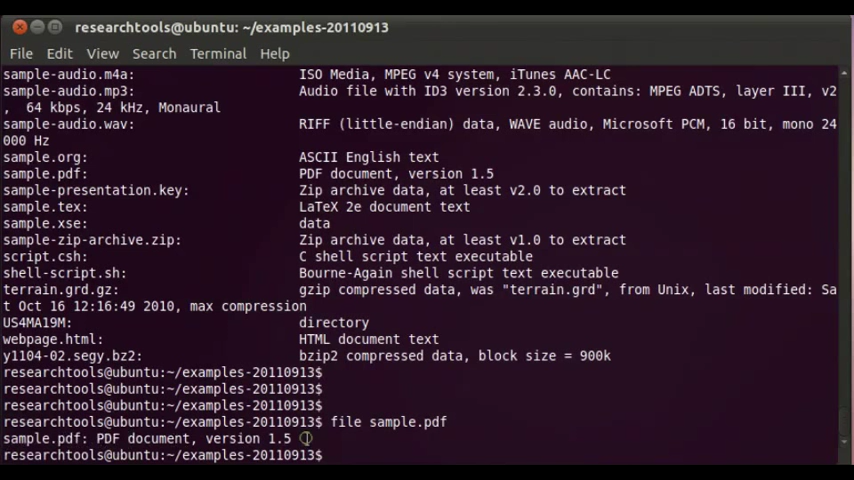 researchtools@ubuntu: ~/examples-20110913
File Edit View Search Terminal Help
sample-audio.m4a: ISO Media, MPEG v4 system, iTunes AAC-LC
sample-audio.mp3: Audio file with ID3 version 2.3.0, contains: MPEG ADTS, layer III, v2
, 64 kbps, 24 kHz, Monaural
sample-audio.wav: RIFF (little-endian) data, WAVE audio, Microsoft PCM, 16 bit, mono 24
000 Hz
sample.org: ASCII English text
sample.pdf: PDF document, version 1.5
sample-presentation.key: Zip archive data, at least v2.0 to extract
sample.tex: LaTeX 2e document text
sample.xse: data
sample-zip-archive.zip: Zip archive data, at least v1.0 to extract
script.csh: C shell script text executable
shell-script.sh: Bourne-Again shell script text executable
terrain.grd.gz: gzip compressed data, was "terrain.grd", from Unix, last modified: Sa
t Oct 16 12:16:49 2010, max compression
US4MA19M: directory
webpage.html: HTML document text
y1104-02.segy.bz2: bzip2 compressed data, block size = 900k
researchtools@ubuntu:~/examples-20110913$
researchtools@ubuntu:~/examples-20110913$
researchtools@ubuntu:~/examples-20110913$
researchtools@ubuntu:~/examples-20110913$ file sample.pdf
sample.pdf: PDF document, version 1.5
researchtools@ubuntu:~/examples-20110913$